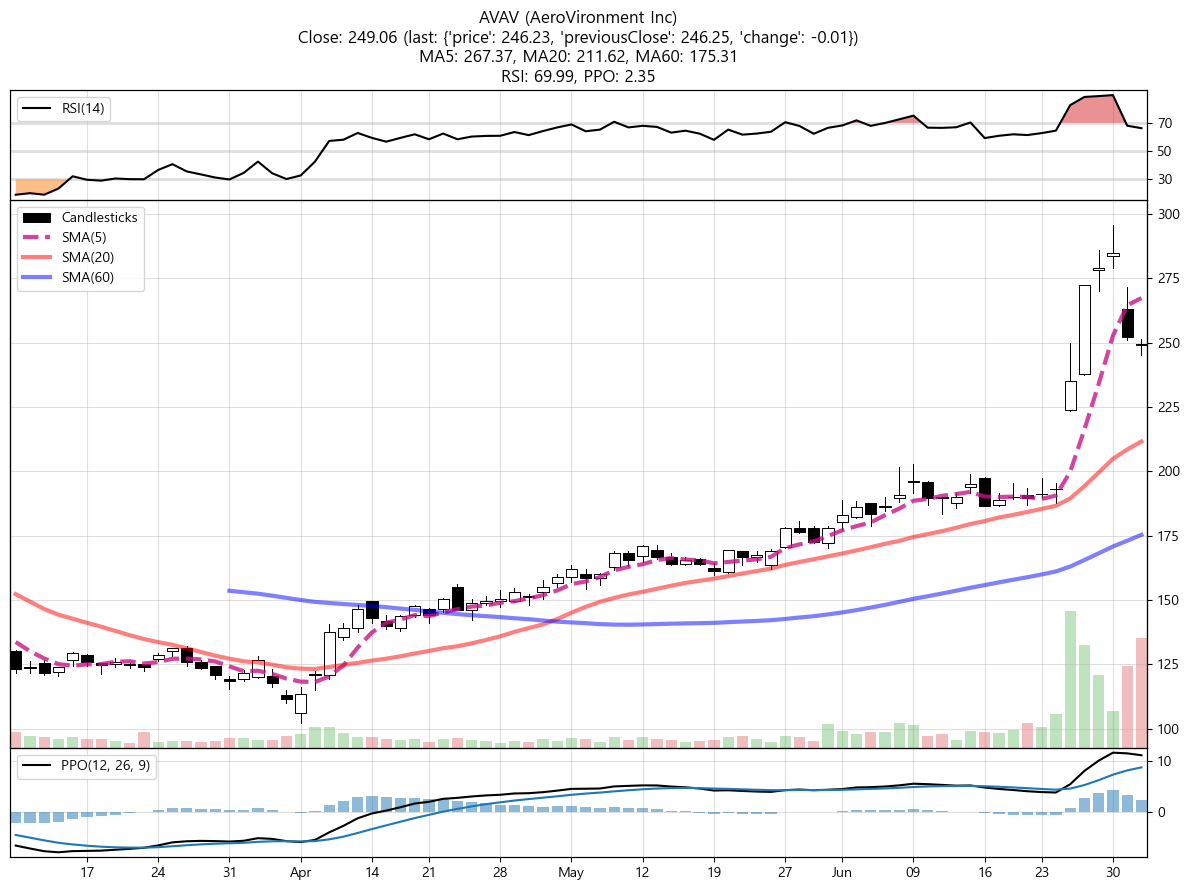 AVAV (AeroVironment Inc)
Close: 249.06 (last: {'price': 246.23, 'previousClose': 246.25, 'change': -0.01})
MA5: 267.37, MA20: 211.62, MA60: 175.31
RSI: 69.99, PPO: 2.35
RSI(14)
70
50
30
Candlesticks
SMA(5)
SMA(20)
SMA(60)
300
275
250
225
200
175
150
125
100
PPO(12, 26, 9)
10
0
17 24 31 Apr 14 21 28 May 12 19 27 Jun 09 16 23 30